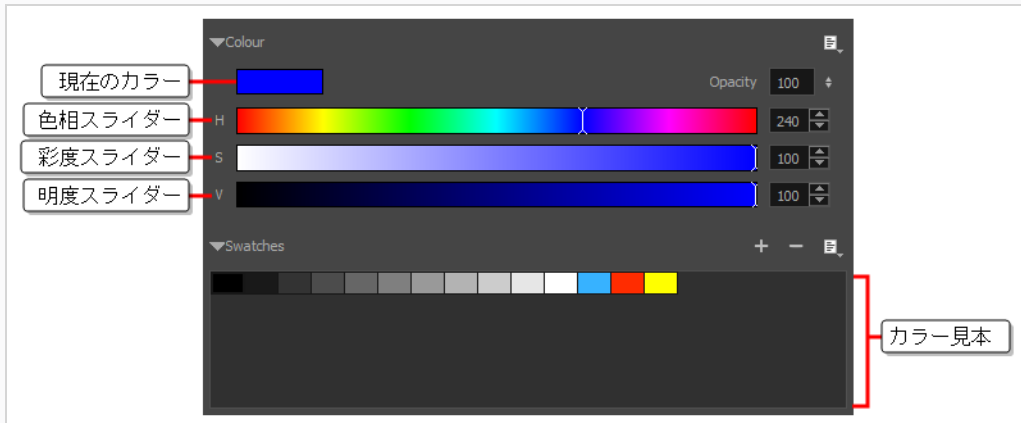 Colour
現在のカラー
Opacity 100
色相スライダー
H 240
彩度スライダー
S 100
明度スライダー
V 100
Swatches
カラー見本